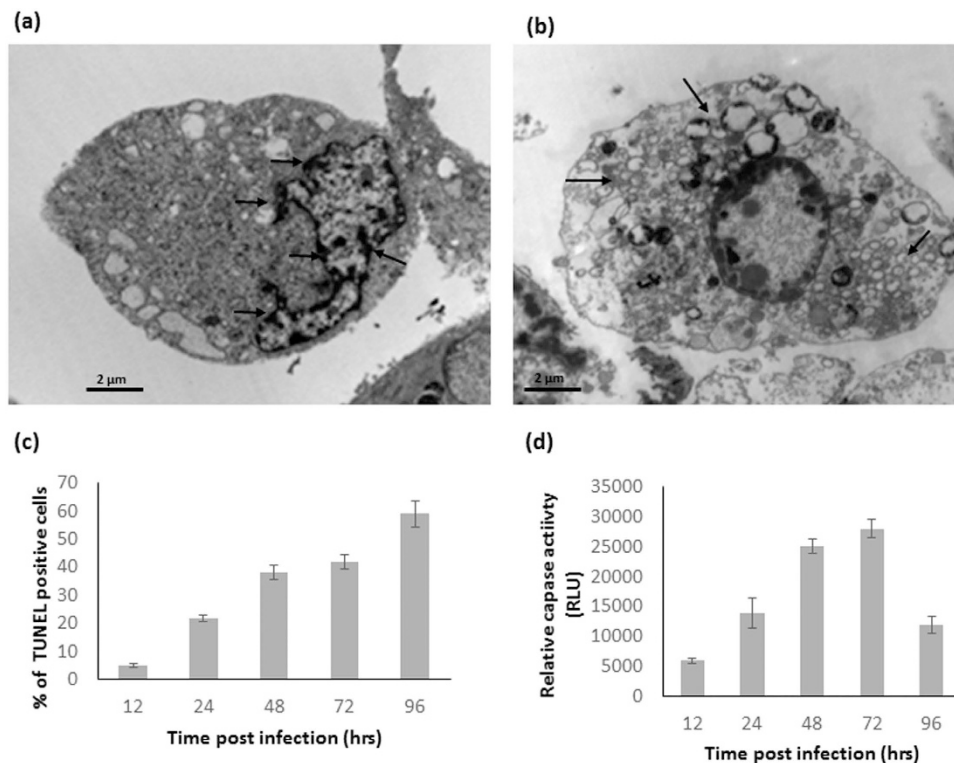 (a)
(b)
2 μm
2 μm
(c)
% of TUNEL positive cells
70
60
50
40
30
20
10
0
12 24 48 72 96
Time post infection (hrs)
(d)
Relative capase actiivty
(RLU)
35000
30000
25000
20000
15000
10000
5000
0
12 24 48 72 96
Time post infection (hrs)